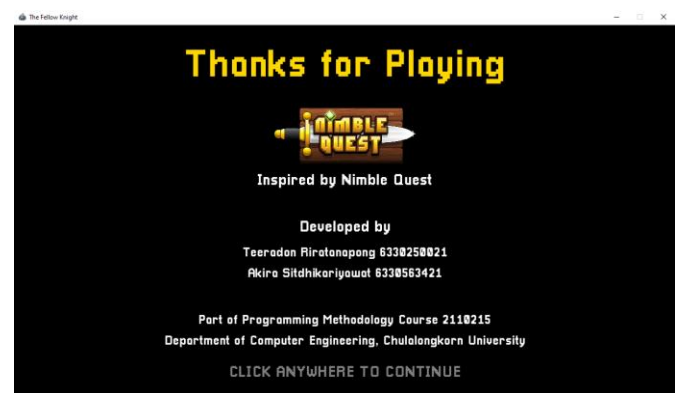 The Fellow Knight
Thanks for Playing
NIMBLE
QUEST
Inspired by Nimble Quest
Developed by
Teeradon Riratanapong 6330250021
Akira Sitdhikariyawat 6330563421
Part of Programming Methodology Course 2110215
Department of Computer Engineering, Chulalongkorn University
CLICK ANYWHERE TO CONTINUE